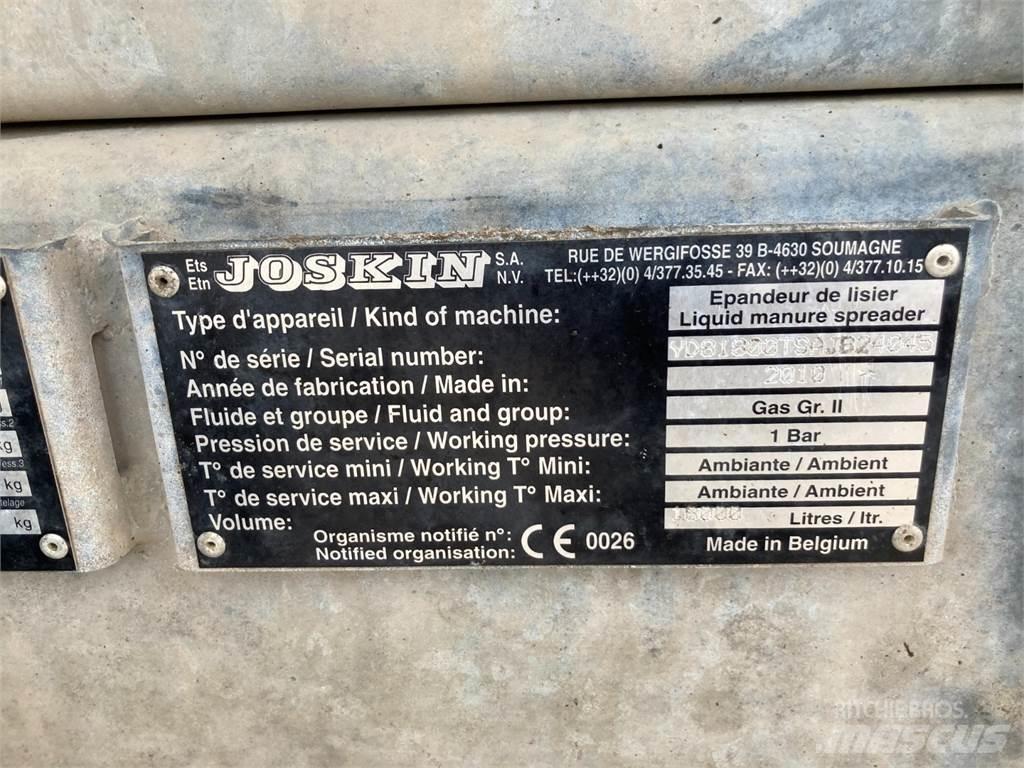 Ets
Etn
JOSKIN
S.A.
N.V.
RUE DE WERGIFOSSE 39 B-4630 SOUMAGNE
TEL:(++32)(0) 4/377.35.45 - FAX: (++32)(0) 4/377.10.15
Type d'appareil / Kind of machine:
Epandeur de lisier
Liquid manure spreader
N° de série / Serial number:
Année de fabrication / Made in: 2010
Fluide et groupe / Fluid and group: Gas Gr. II
Pression de service / Working pressure: 1 Bar
T° de service mini / Working T° Mini: Ambiante / Ambient
T° de service maxi / Working T° Maxi: Ambiante / Ambient
Volume: Litres / ltr.
Organisme notifié n°:
Notified organisation:
CE 0026
Made in Belgium
kg
kg
kg
RITCHIE BROS.
mascus